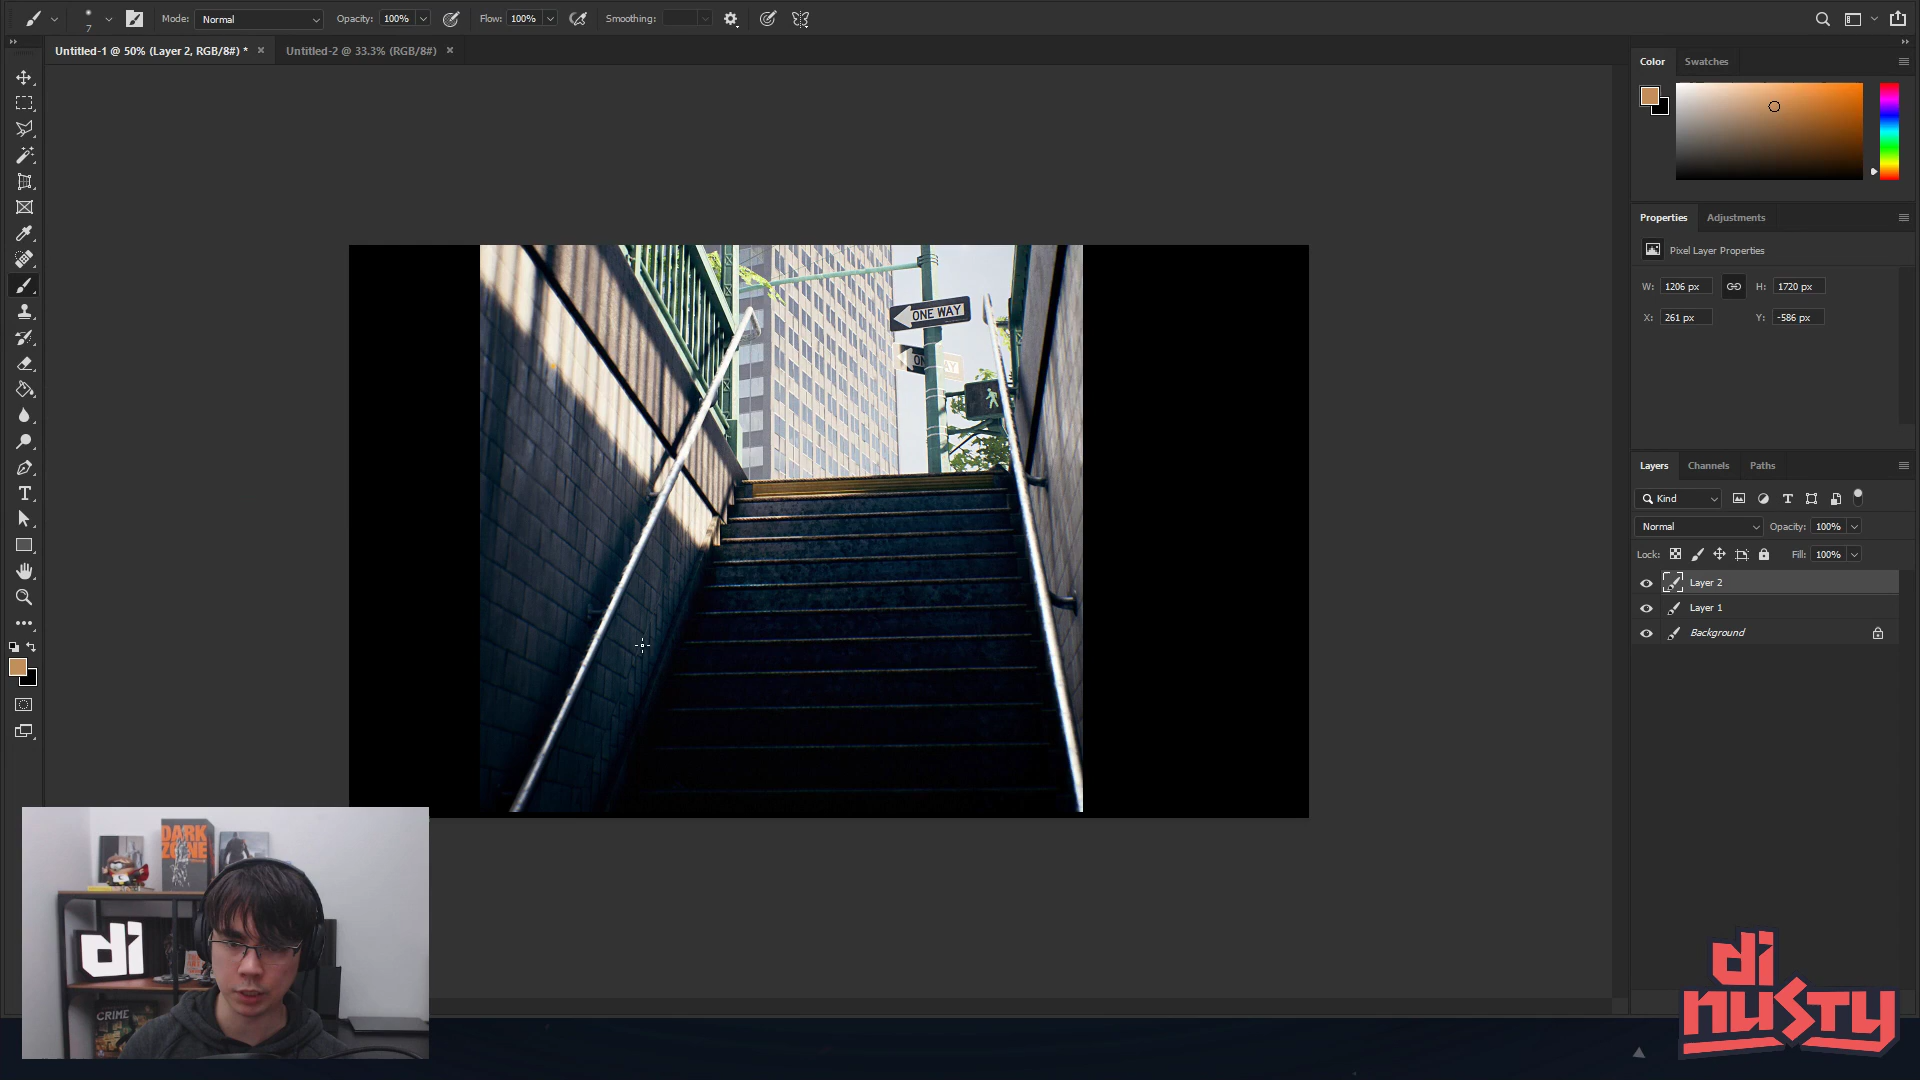 Mode: Normal Opacity: 100% Flow: 100% Smoothing:
7
Untitled-1 @ 50% (Layer 2, RGB/8#) * × Untitled-2 @ 33.3% (RGB/8#) ×
Color Swatches
Properties Adjustments
Pixel Layer Properties
W: 1206 px H: 1720 px
X: 261 px Y: -586 px
ONE WAY
Layers Channels Paths
Kind
Normal Opacity: 100%
Lock: Fill: 100%
Layer 2
Layer 1
Background
DARK
ZONE
di
CRIME
di
nusty